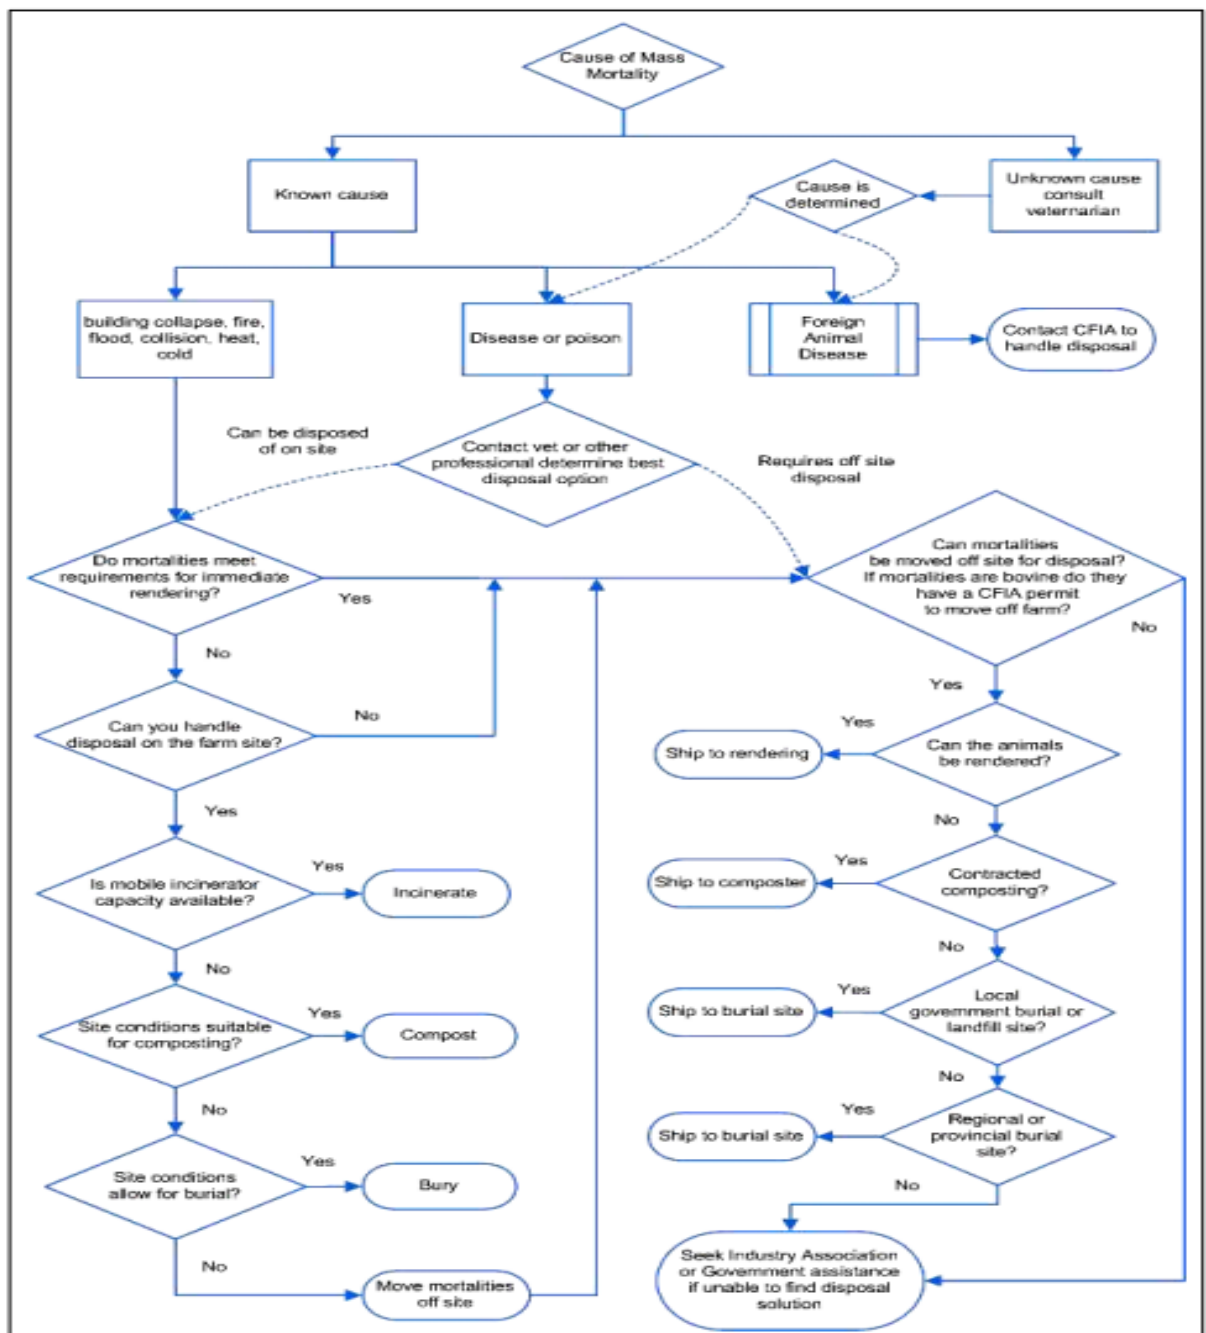 Cause of Mass
Mortality
Known cause
Cause is
determined
Unknown cause
consult
veternarian
building collapse, fire,
flood, collision, heat,
cold
Disease or poison
Foreign
Animal
Disease
Contact CFIA to
handle disposal
Can be disposed
of on site
Contact vet or other
professional determine best
disposal option
Requires off site
disposal
Do mortalities meet
requirements for immediate
rendering?
Yes
Can mortalities
be moved off site for disposal?
If mortalities are bovine do they
have a CFIA permit
to move off farm?
No
No
Yes
Can you handle
disposal on the farm site?
No
Ship to rendering
Yes
Can the animals
be rendered?
Yes
No
Is mobile incinerator
capacity available?
Yes
Incinerate
Ship to composter
Yes
Contracted
composting?
No
No
Site conditions suitable
for composting?
Yes
Compost
Ship to burial site
Yes
Local
government burial or
landfill site?
No
No
Site conditions
allow for burial?
Yes
Bury
Ship to burial site
Yes
Regional or
provincial burial
site?
No
No
Move mortalities
off site
Seek Industry Association
or Government assistance
if unable to find disposal
solution